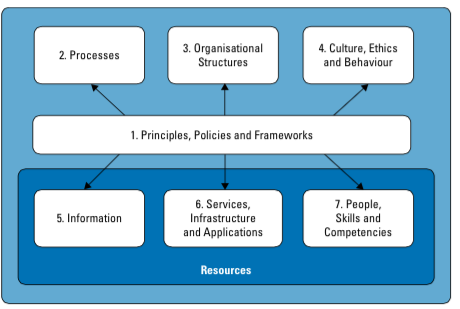 2. Processes
3. Organisational
Structures
4. Culture, Ethics
and Behaviour
1. Principles, Policies and Frameworks
5. Information
6. Services,
Infrastructure
and Applications
7. People,
Skills and
Competencies
Resources